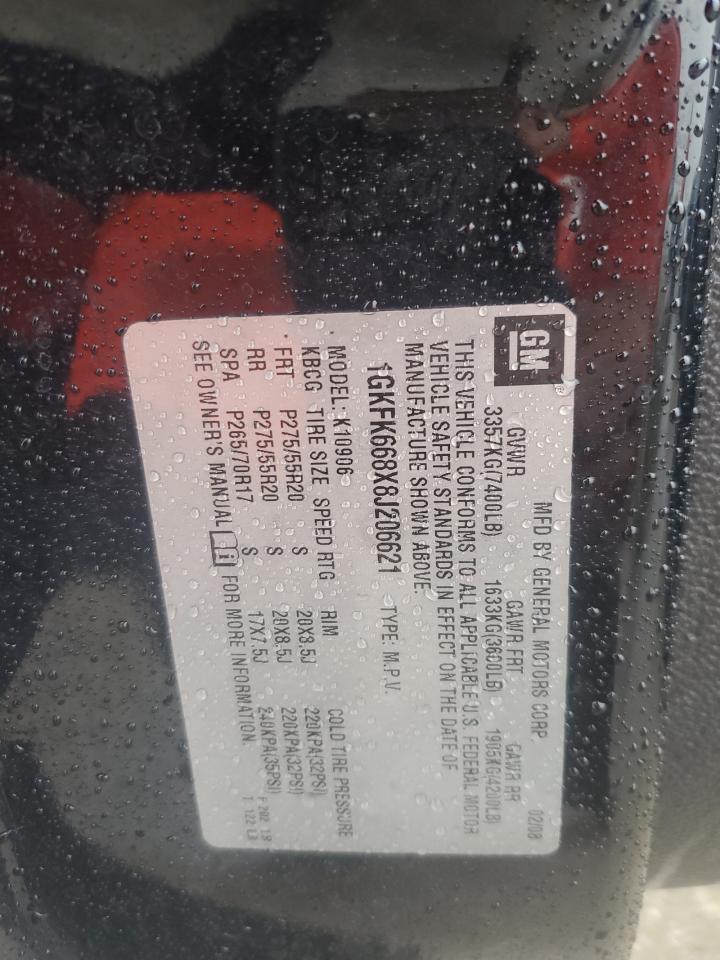 GM
MFD BY GENERAL MOTORS CORP. 02/08
GVWR GAWR FRT GAWR RR
3357KG(7400LB) 1633KG(3600LB) 1905KG(4200LB)
THIS VEHICLE CONFORMS TO ALL APPLICABLE U.S. FEDERAL MOTOR
VEHICLE SAFETY STANDARDS IN EFFECT ON THE DATE OF
MANUFACTURE SHOWN ABOVE.
1GKFK668X8J206621 TYPE: M.P.V.
MODEL: K10906
KBCG TIRE SIZE SPEED RTG RIM COLD TIRE PRESSURE
FRT P275/55R20 S 20X8.5J 220KPA(32PSI)
RR P275/55R20 S 20X8.5J 220KPA(32PSI)
SPA P265/70R17 S 17X7.5J 240KPA(35PSI)
SEE OWNER'S MANUAL i FOR MORE INFORMATION.